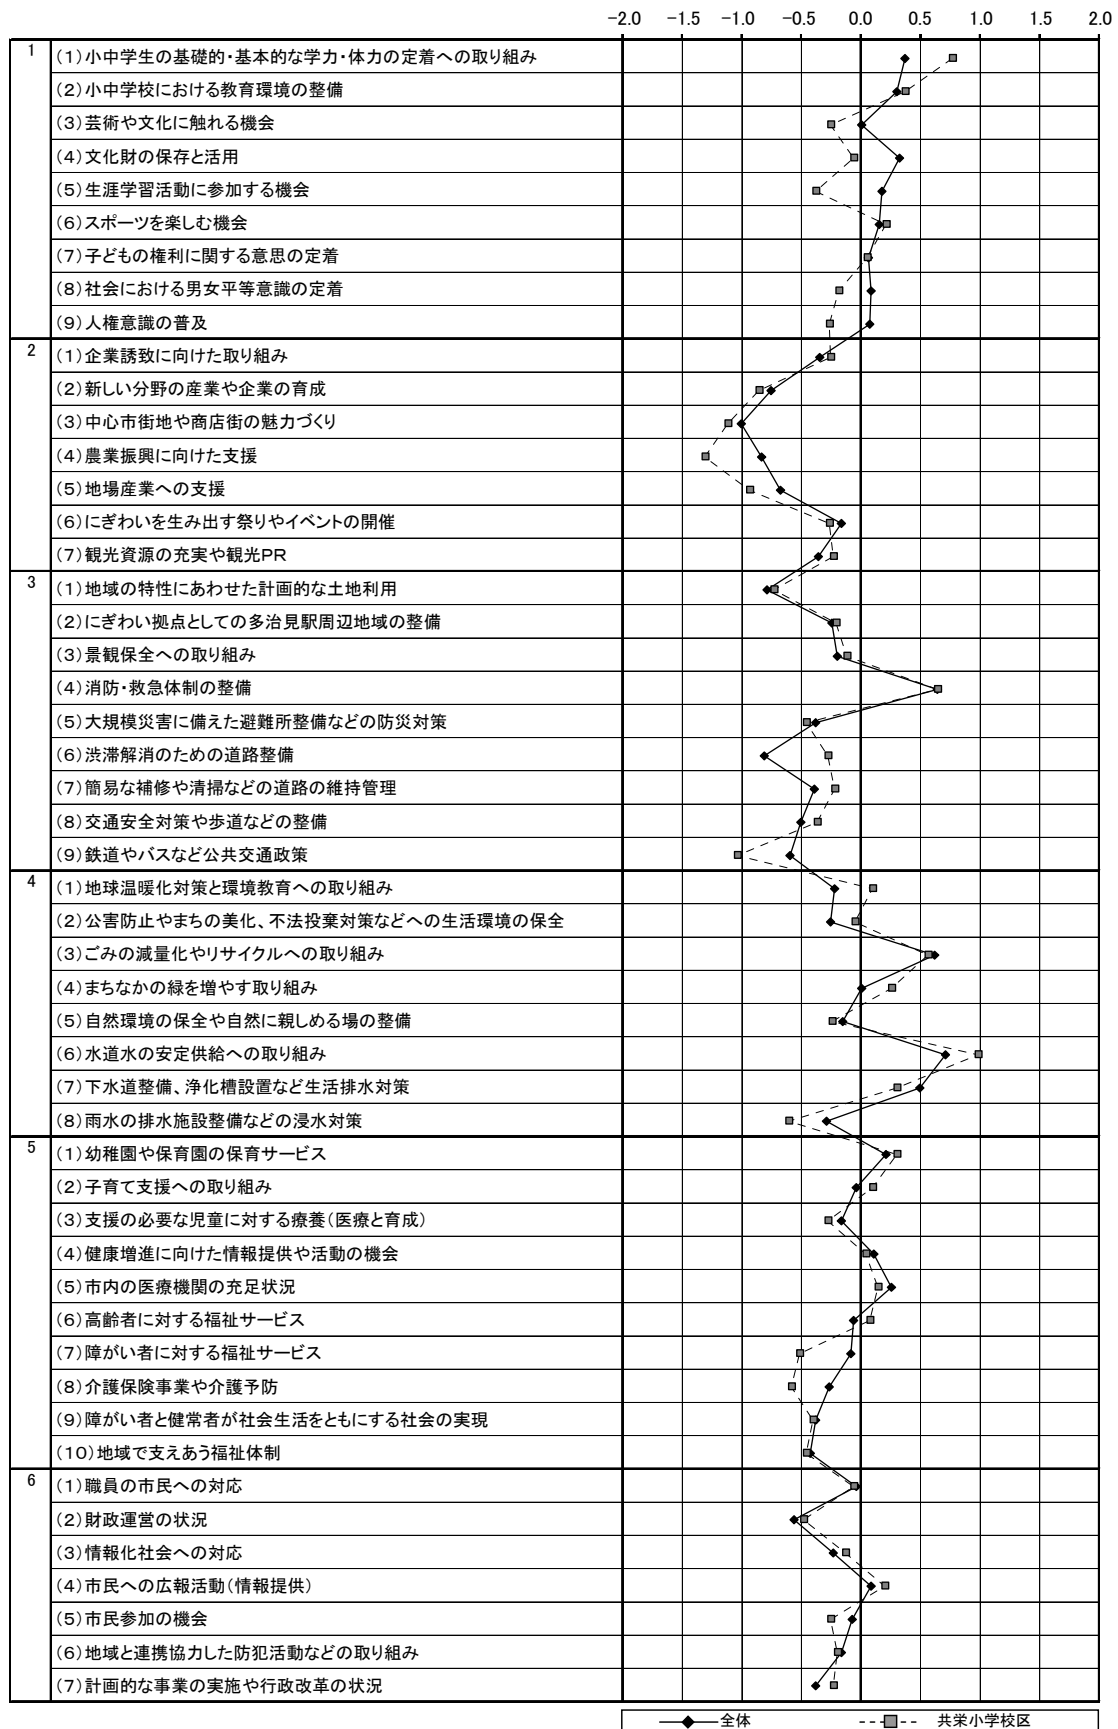 -2.0 -1.5 -1.0 -0.5 0.0 0.5 1.0 1.5 2.0
1 (1)小中学生の基礎的・基本的な学力・体力の定着への取り組み
(2)小中学校における教育環境の整備
(3)芸術や文化に触れる機会
(4)文化財の保存と活用
(5)生涯学習活動に参加する機会
(6)スポーツを楽しむ機会
(7)子どもの権利に関する意思の定着
(8)社会における男女平等意識の定着
(9)人権意識の普及
2 (1)企業誘致に向けた取り組み
(2)新しい分野の産業や企業の育成
(3)中心市街地や商店街の魅力づくり
(4)農業振興に向けた支援
(5)地場産業への支援
(6)にぎわいを生み出す祭りやイベントの開催
(7)観光資源の充実や観光PR
3 (1)地域の特性にあわせた計画的な土地利用
(2)にぎわい拠点としての多治見駅周辺地域の整備
(3)景観保全への取り組み
(4)消防・救急体制の整備
(5)大規模災害に備えた避難所整備などの防災対策
(6)渋滞解消のための道路整備
(7)簡易な補修や清掃などの道路の維持管理
(8)交通安全対策や歩道などの整備
(9)鉄道やバスなど公共交通政策
4 (1)地球温暖化対策と環境教育への取り組み
(2)公害防止やまちの美化、不法投棄対策などへの生活環境の保全
(3)ごみの減量化やリサイクルへの取り組み
(4)まちなかの緑を増やす取り組み
(5)自然環境の保全や自然に親しめる場の整備
(6)水道水の安定供給への取り組み
(7)下水道整備、浄化槽設置など生活排水対策
(8)雨水の排水施設整備などの浸水対策
5 (1)幼稚園や保育園の保育サービス
(2)子育て支援への取り組み
(3)支援の必要な児童に対する療養(医療と育成)
(4)健康増進に向けた情報提供や活動の機会
(5)市内の医療機関の充足状況
(6)高齢者に対する福祉サービス
(7)障がい者に対する福祉サービス
(8)介護保険事業や介護予防
(9)障がい者と健常者が社会生活をともにする社会の実現
(10)地域で支えあう福祉体制
6 (1)職員の市民への対応
(2)財政運営の状況
(3)情報化社会への対応
(4)市民への広報活動(情報提供)
(5)市民参加の機会
(6)地域と連携協力した防犯活動などの取り組み
(7)計画的な事業の実施や行政改革の状況
全体 共栄小学校区